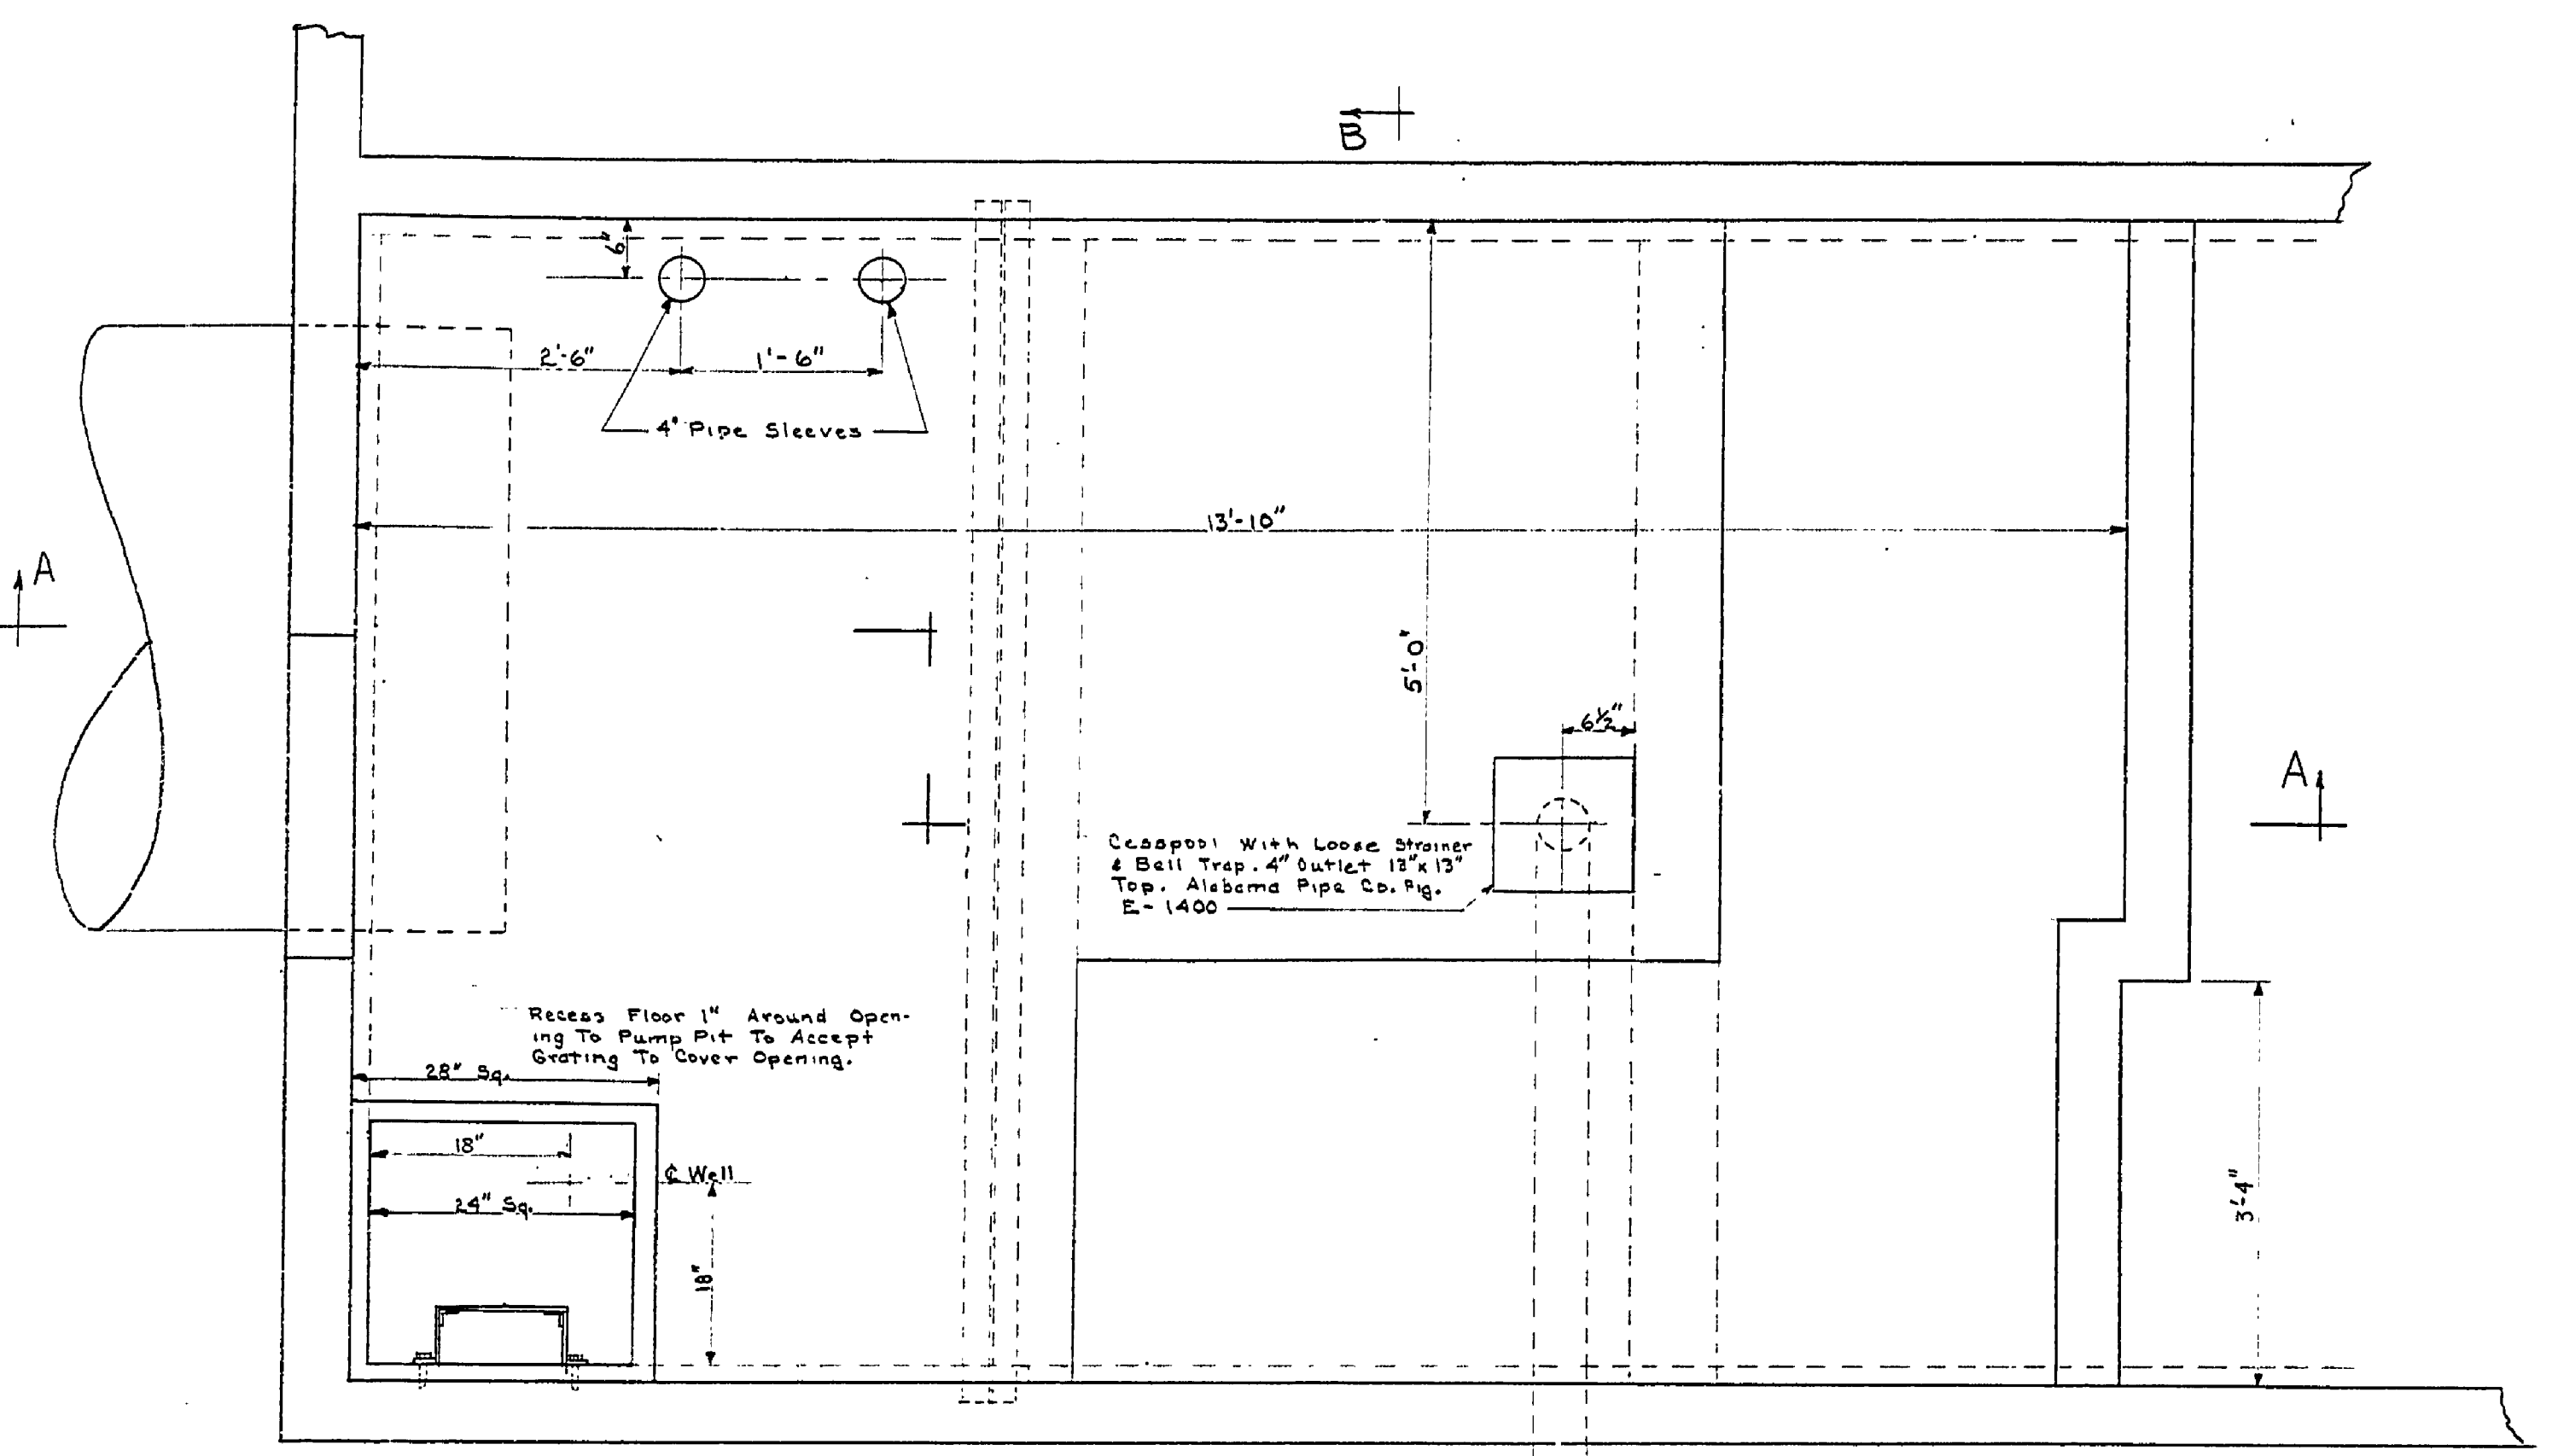 B
6"
2'-6"
1'-6"
4" Pipe Sleeves
13'-10"
A
5'-0"
6½"
A
Cesspool With Loose Strainer
& Bell Trap. 4" Outlet 13"x13"
Top. Alabama Pipe Co. Fig.
E-1400
Recess Floor 1" Around Open-
ing To Pump Pit To Accept
Grating To Cover Opening.
28" Sq.
18"
℄ Well
24" Sq.
18"
3'-4"